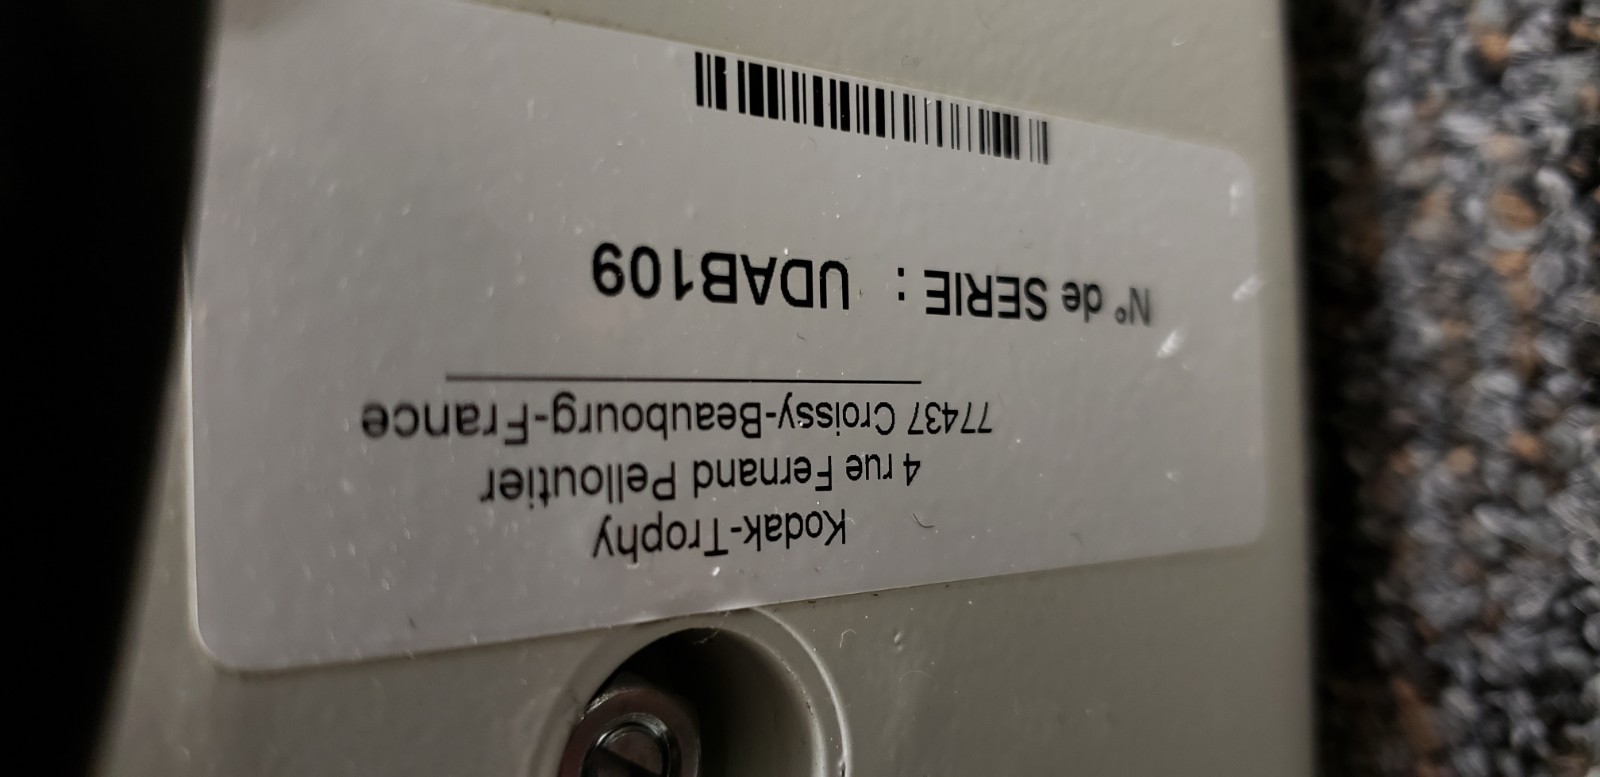 Kodak-Trophy
4 rue Fernand Pelloutier
77437 Croissy-Beaubourg-France
N° de SERIE : UDAB109